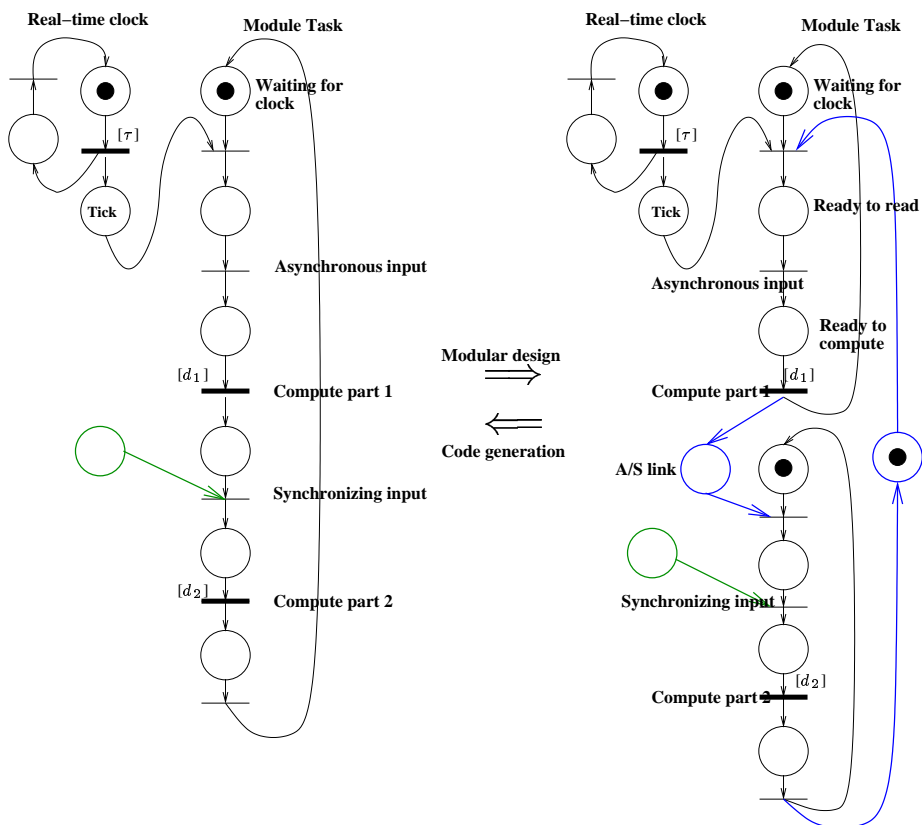 Real-time clock
Module Task
Waiting for
clock
[τ]
Tick
Asynchronous input
[d₁]
Compute part 1
Synchronizing input
[d₂]
Compute part 2
Modular design
⇒
⇐
Code generation
Real-time clock
Module Task
Waiting for
clock
[τ]
Tick
Ready to read
Asynchronous input
Ready to
compute
[d₁]
Compute part 1
A/S link
Synchronizing input
[d₂]
Compute part 2